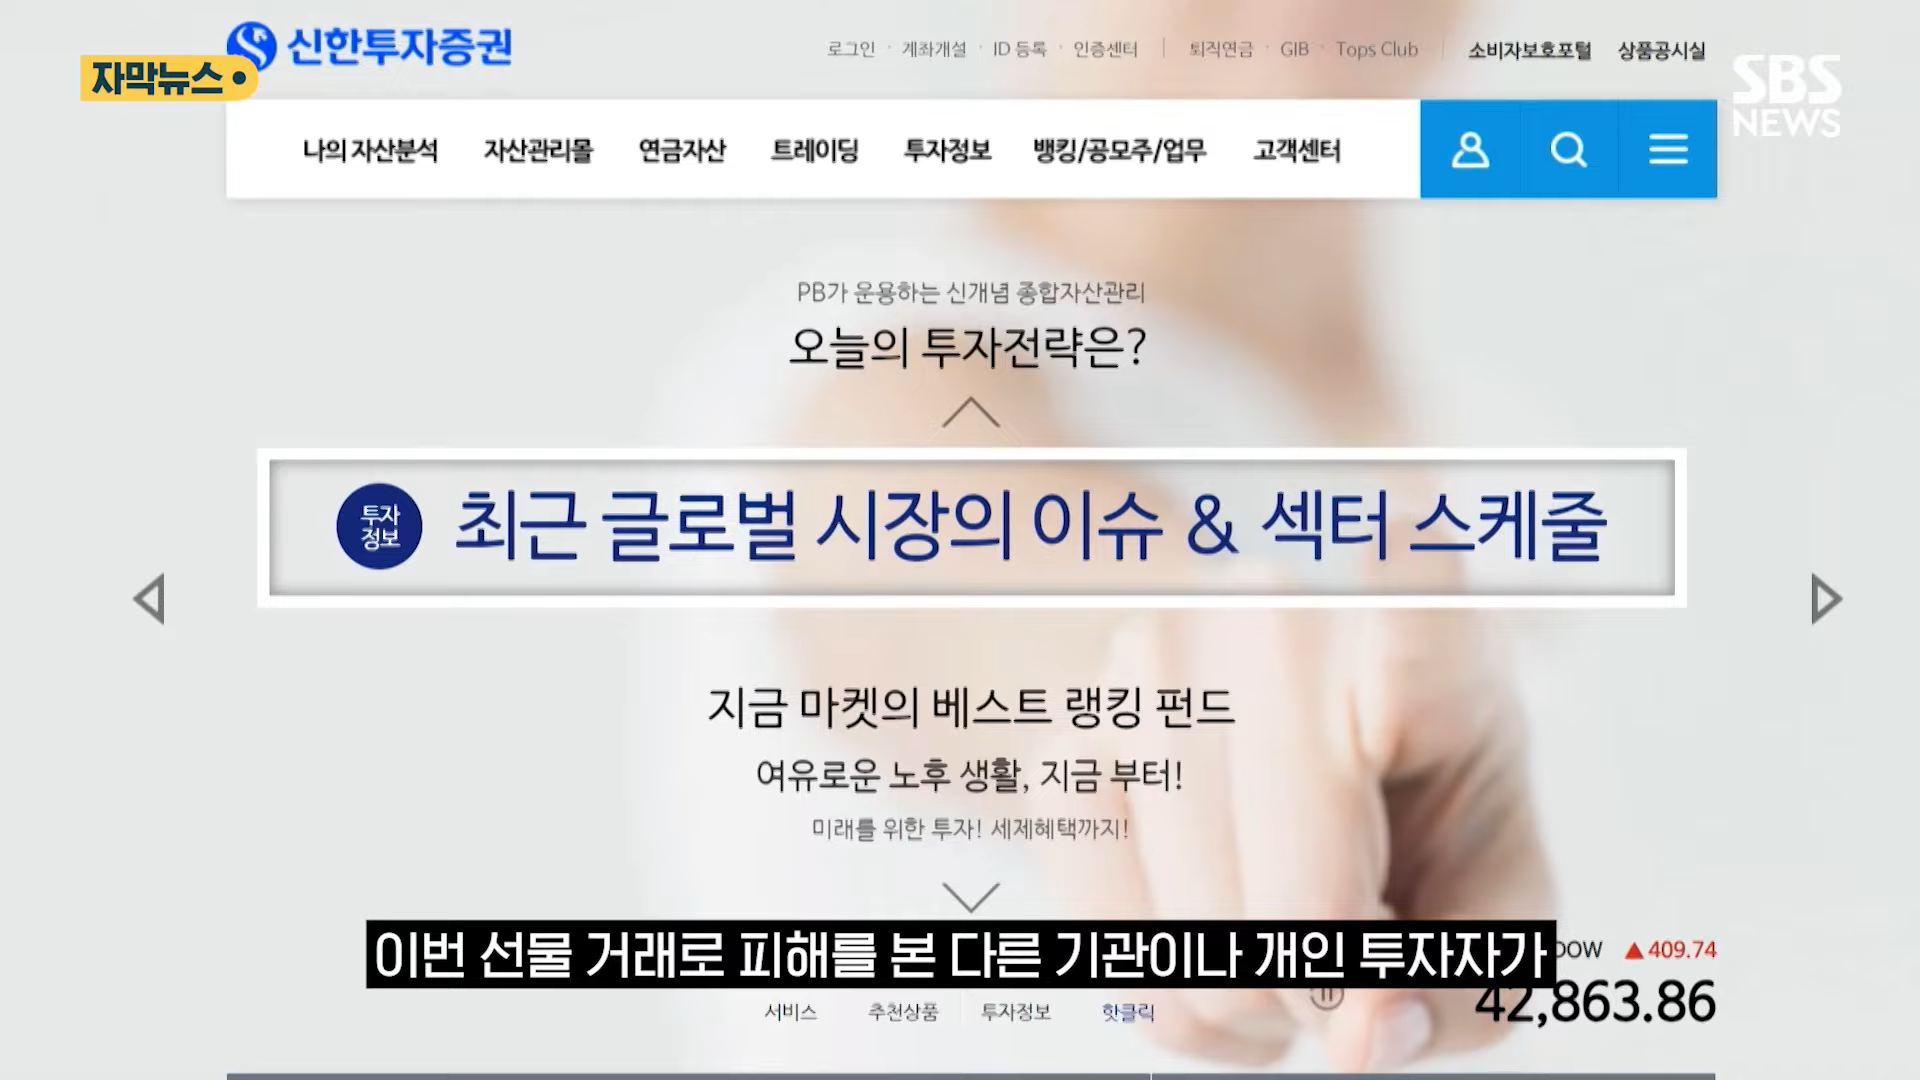 신한투자증권
자막뉴스
로그인 · 계좌개설 · ID 등록 · 인증센터 | 퇴직연금 · GIB · Tops Club | 소비자보호포털 상품공시실
SBS
NEWS
나의 자산분석 자산관리몰 연금자산 트레이딩 투자정보 뱅킹/공모주/업무 고객센터
PB가 운용하는 신개념 종합자산관리
오늘의 투자전략은?
투자
정보
최근 글로벌 시장의 이슈 & 섹터 스케줄
지금 마켓의 베스트 랭킹 펀드
여유로운 노후 생활, 지금 부터!
미래를 위한 투자! 세제혜택까지!
이번 선물 거래로 피해를 본 다른 기관이나 개인 투자자가
DOW ▲409.74
42,863.86
서비스 추천상품 투자정보 핫클릭